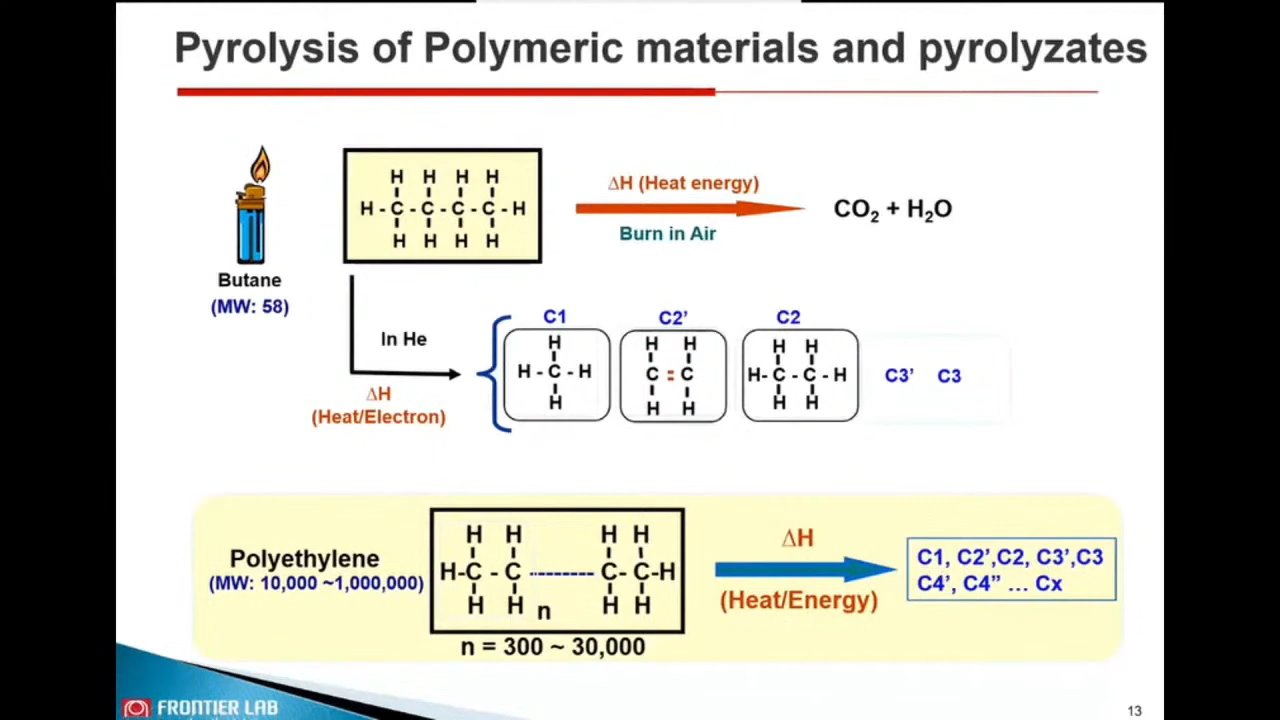 Pyrolysis of Polymeric materials and pyrolyzates
H H H H
H - C - C - C - C - H
H H H H
ΔH (Heat energy)
Burn in Air
CO₂ + H₂O
Butane
(MW: 58)
In He
ΔH
(Heat/Electron)
C1
H
H - C - H
H
C2’
H H
C = C
H H
C2
H H
H- C - C - H
H H
C3’ C3
Polyethylene
(MW: 10,000 ~1,000,000)
H H H H
H-C - C --------- C- C-H
H H n H H
n = 300 ~ 30,000
ΔH
(Heat/Energy)
C1, C2’,C2, C3’,C3
C4’, C4” … Cx
FRONTIER LAB
13